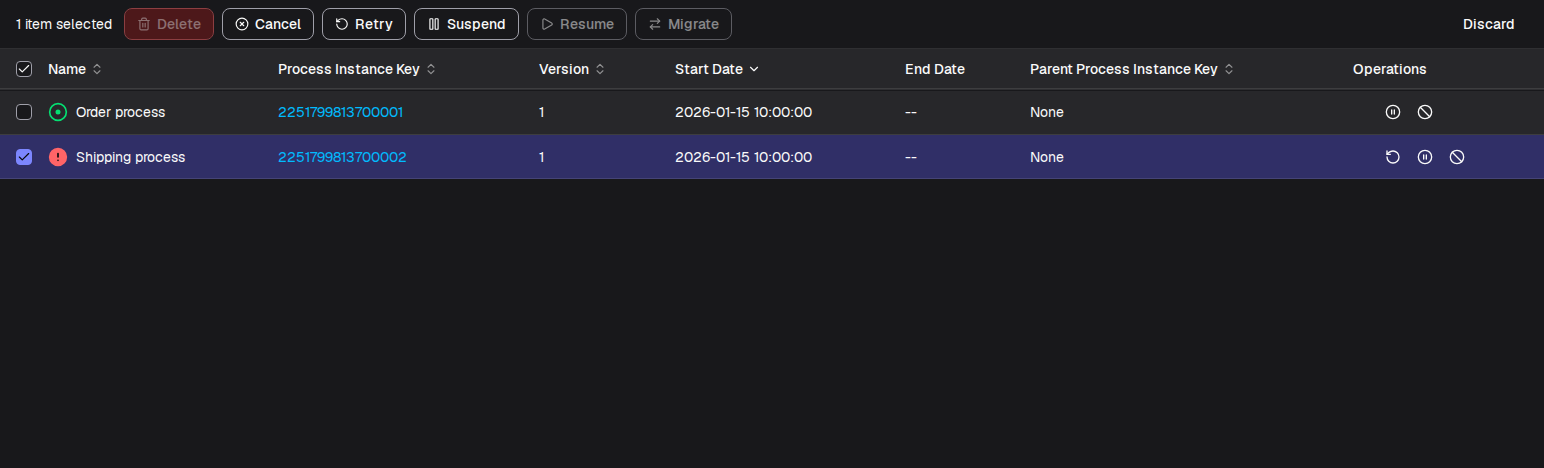 1 item selected Delete Cancel Retry Suspend Resume Migrate Discard
Name Process Instance Key Version Start Date End Date Parent Process Instance Key Operations
Order process 2251799813700001 1 2026-01-15 10:00:00 -- None
Shipping process 2251799813700002 1 2026-01-15 10:00:00 -- None